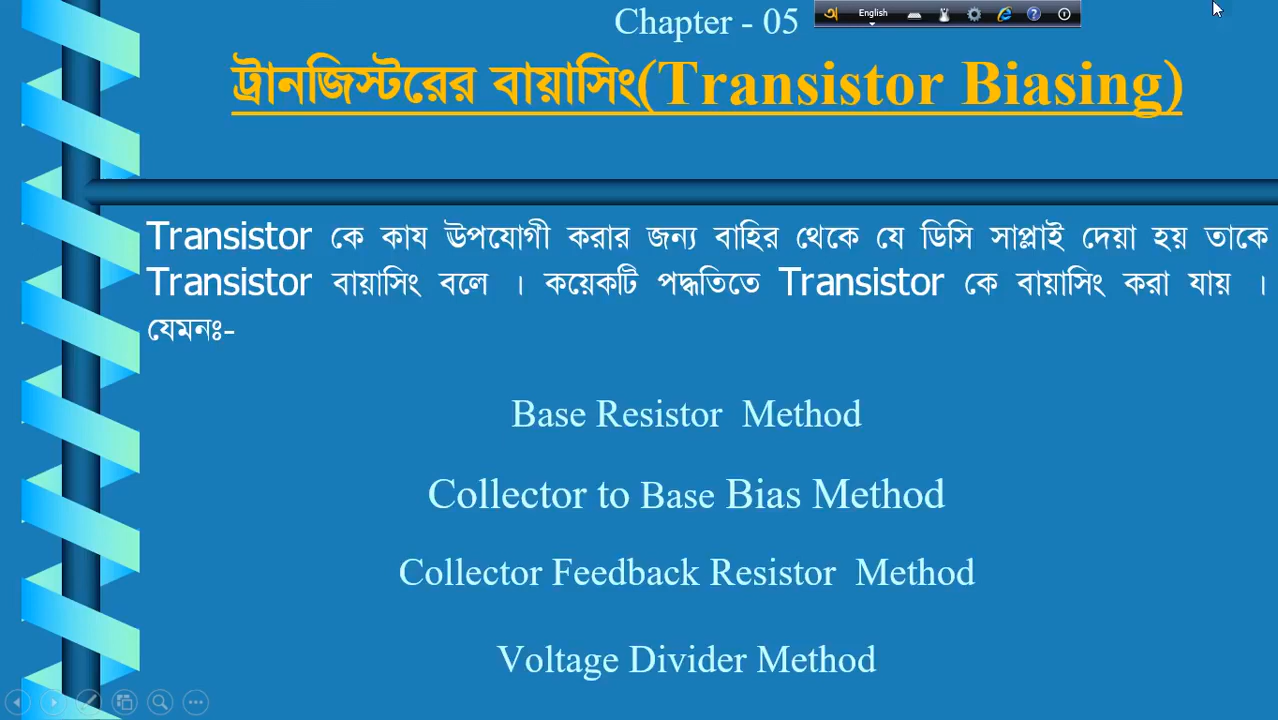 Chapter - 05
অ English
ট্রানজিস্টরের বায়াসিং(Transistor Biasing)
Transistor কে কায ঊপযোগী করার জন্য বাহির থেকে যে ডিসি সাপ্লাই দেয়া হয় তাকে
Transistor বায়াসিং বলে । কয়েকটি পদ্ধতিতে Transistor কে বায়াসিং করা যায় ।
যেমনঃ-
Base Resistor Method
Collector to Base Bias Method
Collector Feedback Resistor Method
Voltage Divider Method